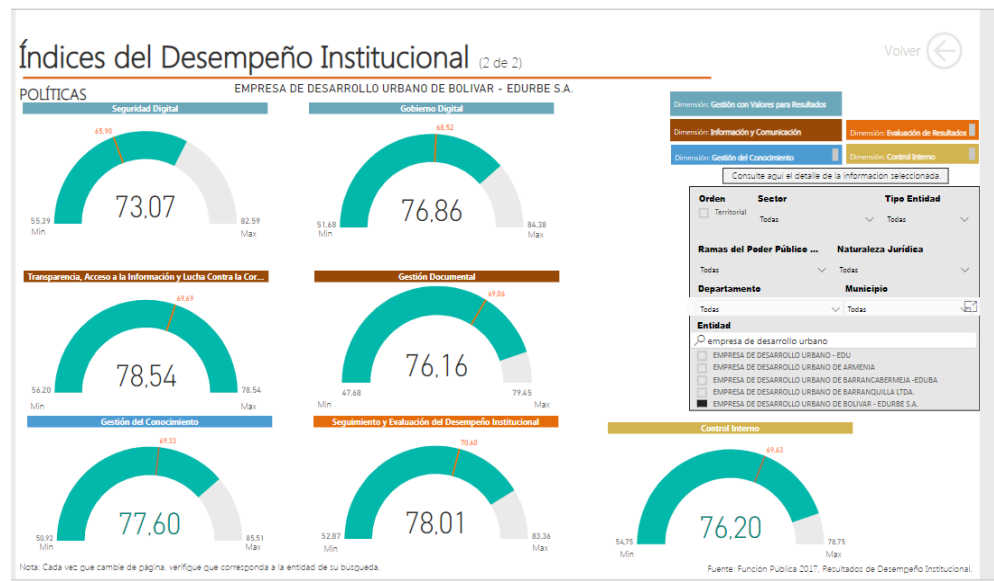 Índices del Desempeño Institucional (2 de 2)
Volver
POLÍTICAS
EMPRESA DE DESARROLLO URBANO DE BOLIVAR - EDURBE S.A.
Seguridad Digital
65,90
73,07
55,39
Min
82,59
Max
Gobierno Digital
68,52
76,86
51,68
Min
84,38
Max
Dimensión: Gestión con Valores para Resultados
Dimensión: Información y Comunicación
Dimensión: Evaluación de Resultados
Dimensión: Gestión del Conocimiento
Dimensión: Control Interno
Consulte aqui el detalle de la informacion seleccionada.
Orden
Sector
Tipo Entidad
Territorial
Todas
Todas
Ramas del Poder Público ...
Naturaleza Jurídica
Todas
Todas
Departamento
Municipio
Todas
Todas
Entidad
empresa de desarrollo urbano
EMPRESA DE DESARROLLO URBANO - EDU
EMPRESA DE DESARROLLO URBANO DE ARMENIA
EMPRESA DE DESARROLLO URBANO DE BARRANCABERMEJA -EDUBA
EMPRESA DE DESARROLLO URBANO DE BARRANQUILLA LTDA.
EMPRESA DE DESARROLLO URBANO DE BOLIVAR - EDURBE S.A.
Transparencia, Acceso a la Información y Lucha Contra la Cor...
69,69
78,54
56,20
Min
78,54
Max
Gestión Documental
69,06
76,16
47,68
Min
79,45
Max
Gestión del Conocimiento
69,33
77,60
58,92
Min
85,51
Max
Seguimiento y Evaluación del Desempeño Institucional
70,60
78,01
52,87
Min
83,36
Max
Control Interno
69,63
76,20
54,75
Min
78,75
Max
Nota: Cada vez que cambie de página, verifique que corresponda a la entidad de su busqueda.
Fuente: Función Pública 2017, Resultados de Desempeño Institucional.